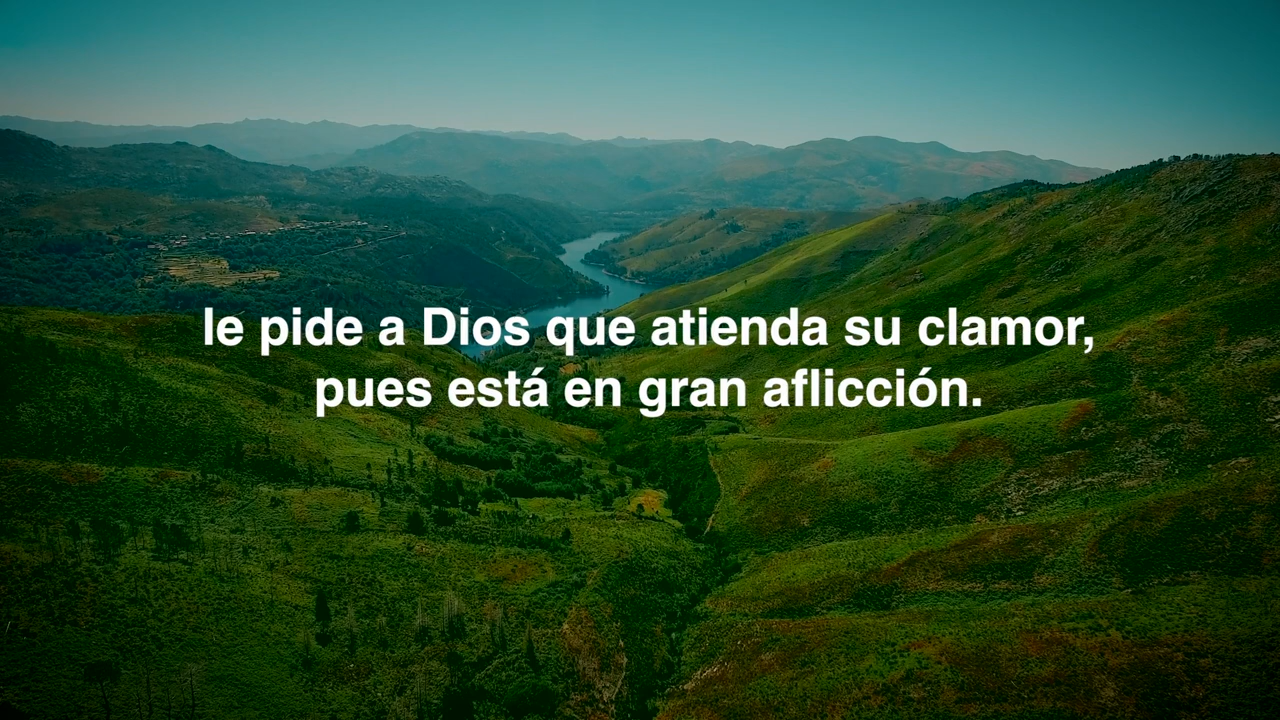 le pide a Dios que atienda su clamor,
pues está en gran aflicción.